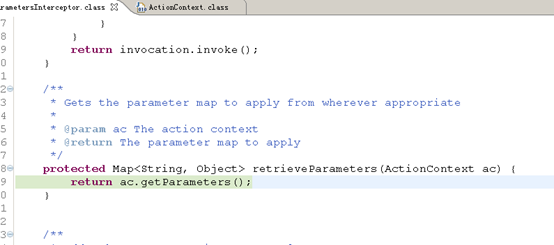 rametersInterceptor.class ActionContext.class
7 }
8 }
9 return invocation.invoke();
0 }
1
2 /**
3 * Gets the parameter map to apply from wherever appropriate
4 *
5 * @param ac The action context
6 * @return The parameter map to apply
7 */
8 protected Map<String, Object> retrieveParameters(ActionContext ac) {
9 return ac.getParameters();
0 }
1
2
3 /**